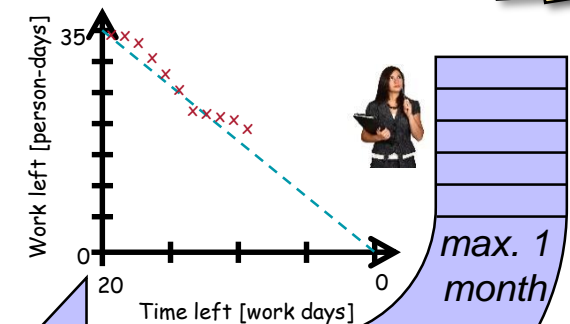 Work left [person-days]
35
0
20
0
Time left [work days]
max. 1
month